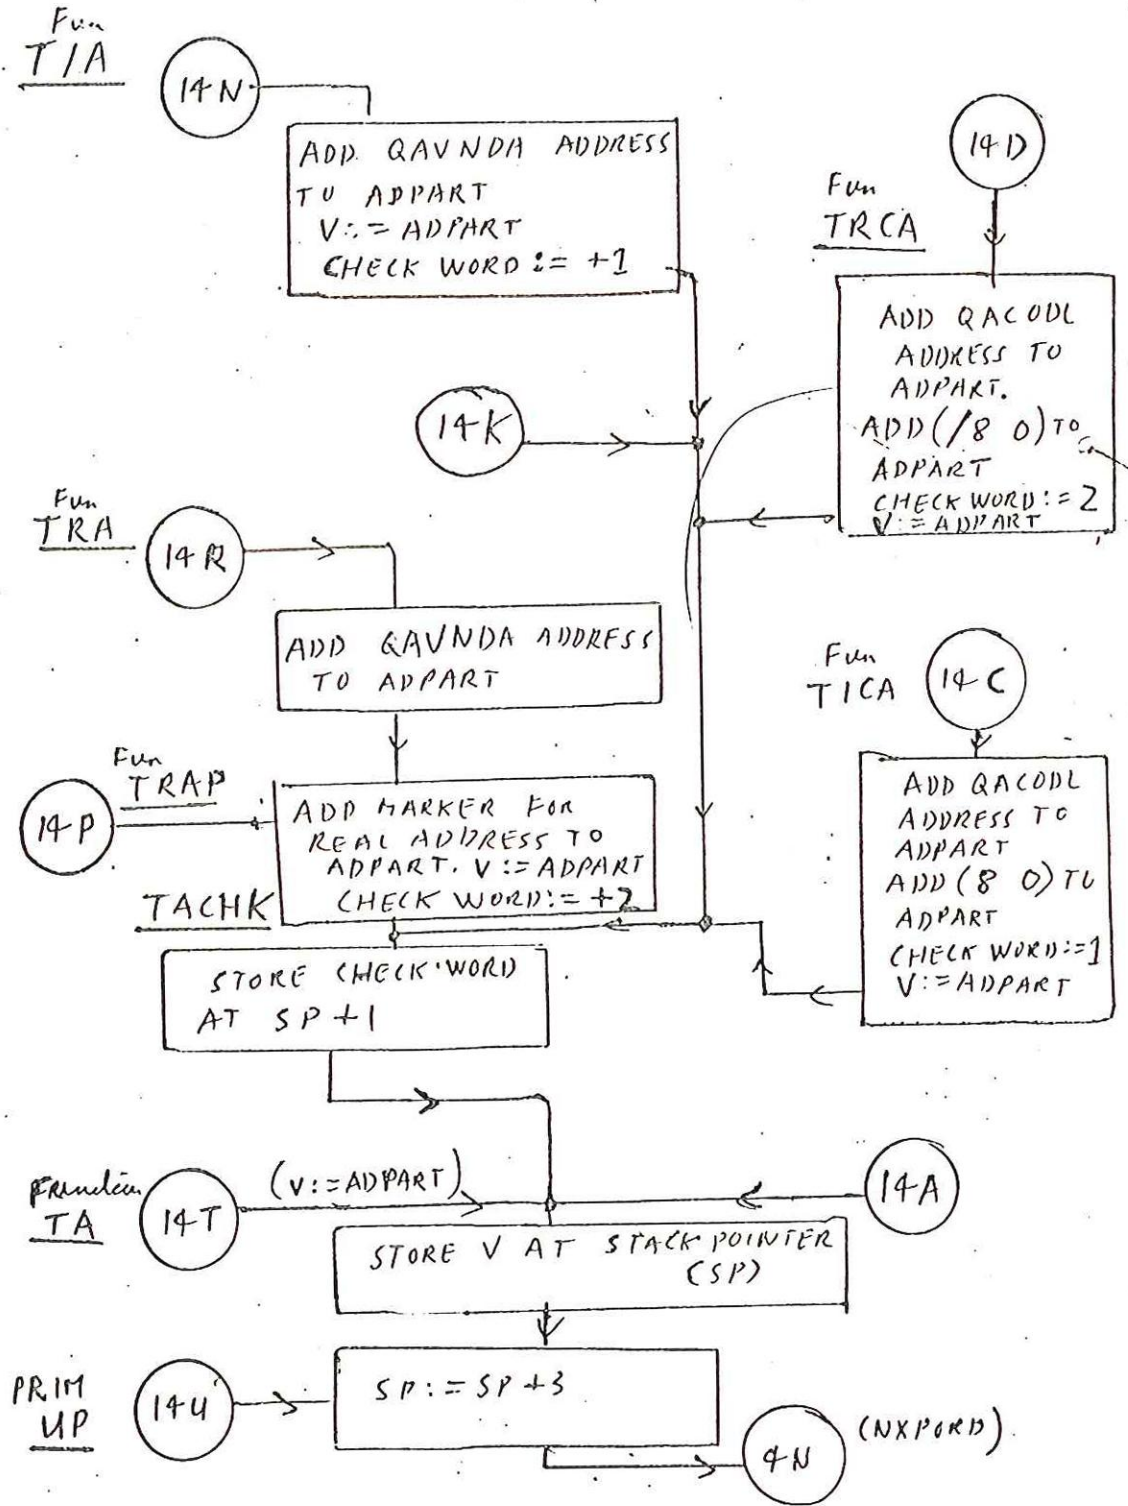 Fun
TIA
14N
ADD QAVNDA ADDRESS
TO ADPART
V:=ADPART
CHECK WORD := +1
14D
Fun
TRCA
ADD QACODL
ADDRESS TO
ADPART.
ADD(/8 0) TO
ADPART
CHECK WORD:=2
V:=ADPART
14K
Fun
TRA
14R
ADD QAVNDA ADDRESS
TO ADPART
Fun
TICA
14C
ADD QACODL
ADDRESS TO
ADPART
ADD (8 0) TO
ADPART
CHECK WORD:=1
V:=ADPART
Fun
TRAP
14P
ADD MARKER FOR
REAL ADDRESS TO
ADPART. V:=ADPART
CHECK WORD:=+2
TACHK
STORE CHECK WORD
AT SP+1
Function
TA
14T
(V:=ADPART)
14A
STORE V AT STACK POINTER
(SP)
PRIM
UP
14U
SP:=SP+3
4N
(NXPORD)